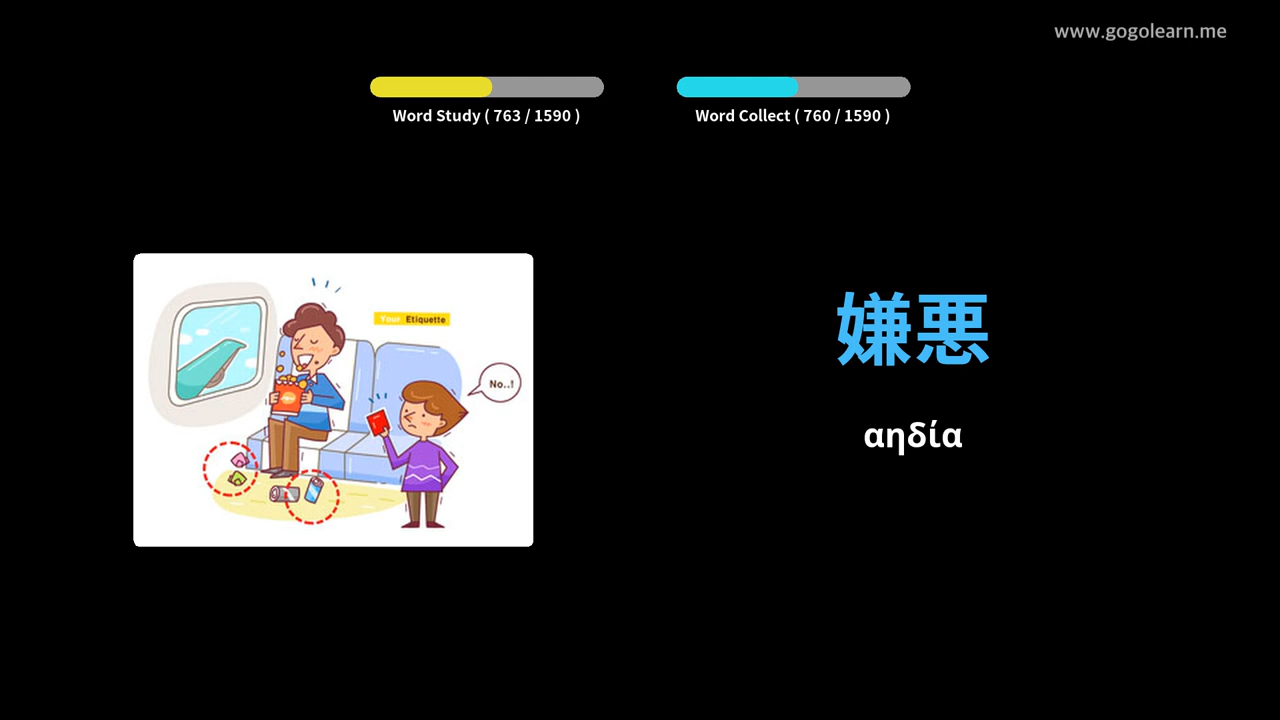 www.gogolearn.me
Word Study ( 763 / 1590 )
Word Collect ( 760 / 1590 )
Your Etiquette
No..!
嫌悪
αηδία